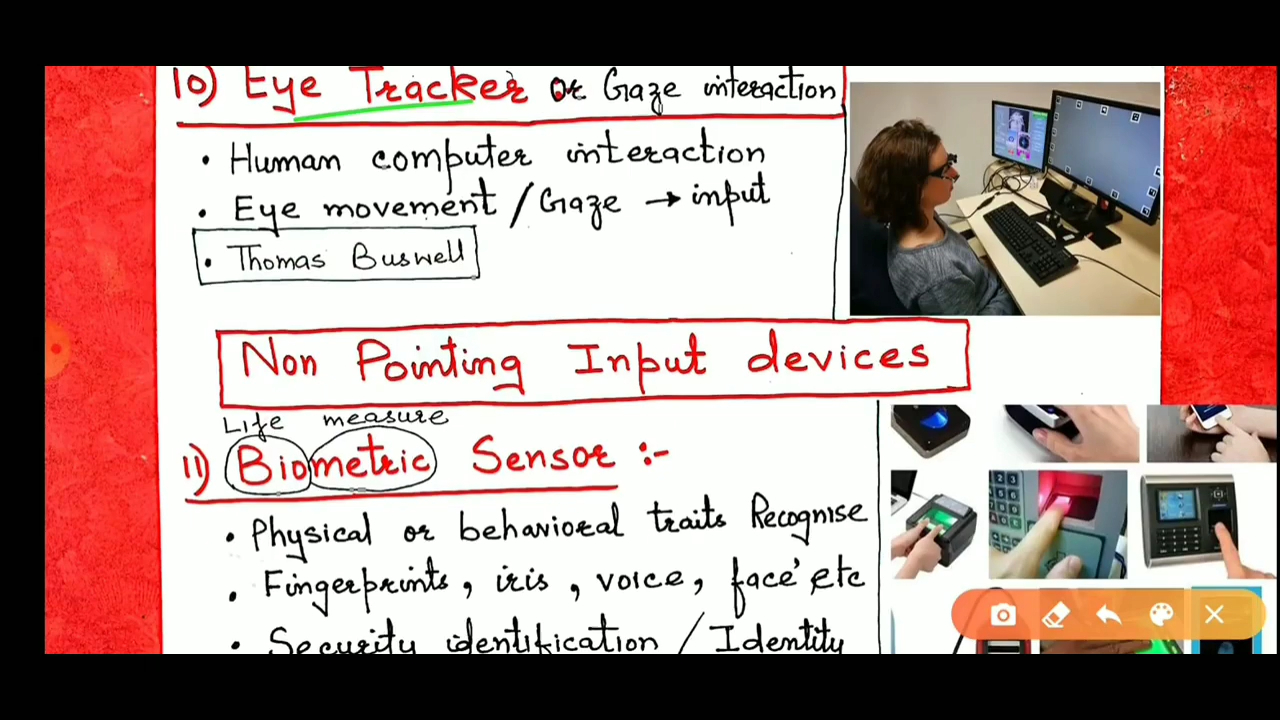 10) Eye Tracker or Gaze interaction
• Human computer interaction
• Eye movement / Gaze → input
• Thomas Buswell
Non Pointing Input devices
Life measure
11) Biometric Sensor :-
• Physical or behavioral traits Recognise
• Fingerprints, iris, voice, face' etc
• Security identification / Identity